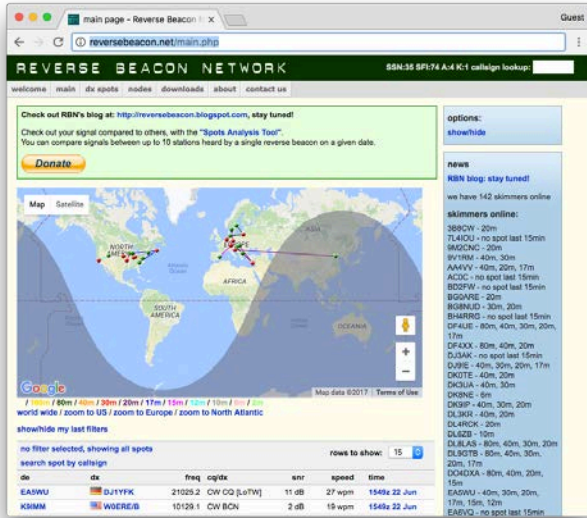 main page - Reverse Beacon N
Guest
reversebeacon.net/main.php
REVERSE BEACON NETWORK
SSN:35 SFI:74 A:4 K:1 callsign lookup:
welcome main dx spots nodes downloads about contact us
Check out RBN's blog at: http://reversebeacon.blogspot.com, stay tuned!
Check out your signal compared to others, with the "Spots Analysis Tool".
You can compare signals between up to 10 stations heard by a single reverse beacon on a given date.
Donate
Map Satellite
NORTH AMERICA
EUROPE
ASIA
Atlantic Ocean
AFRICA
SOUTH AMERICA
OCEANIA
Google
Map data ©2017 Terms of Use
/ 160m / 80m / 40m / 30m / 20m / 17m / 15m / 12m / 10m / 6m / 2m
world wide / zoom to US / zoom to Europe / zoom to North Atlantic
show/hide my last filters
no filter selected, showing all spots
search spot by callsign
rows to show: 15
de dx freq cq/dx snr speed time
EA5WU DJ1YFK 21025.2 CW CQ [LoTW] 11 dB 27 wpm 1549z 22 Jun
K9IMM W0ERE/B 10129.1 CW BCN 2 dB 19 wpm 1549z 22 Jun
options:
show/hide
news
RBN blog: stay tuned!
we have 142 skimmers online
skimmers online:
3B8CW - 20m
7L4IOU - no spot last 15min
9M2CNC - 20m
9V1RM - 40m, 30m
AA4VV - 40m, 20m, 17m
AC0C - no spot last 15min
BD2FW - no spot last 15min
BG0ARE - 20m
BG8NUD - 30m, 20m
BH4RRG - no spot last 15min
DF4UE - 80m, 40m, 30m, 20m,
17m
DF4XX - 80m, 40m, 20m
DJ3AK - no spot last 15min
DJ9IE - 40m, 30m, 20m, 17m
DK0TE - 40m, 20m
DK3UA - 40m, 30m
DK8NE - 6m
DK9IP - 40m, 30m, 20m
DL3KR - 40m, 20m
DL4RCK - 20m
DL6ZB - 10m
DL8LAS - 80m, 40m, 30m, 20m
DL9GTB - 80m, 40m, 30m,
20m, 17m
DO4DXA - 80m, 40m, 20m,
15m
EA5WU - 40m, 30m, 20m,
17m, 15m, 12m
EA6VQ - no spot last 15min